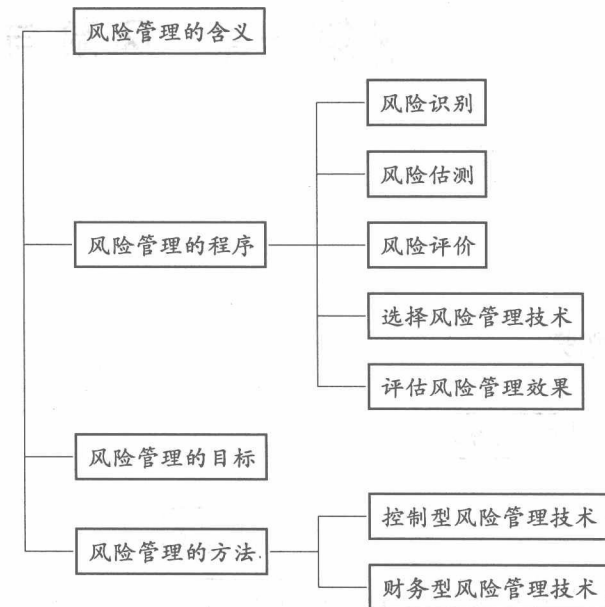 风险管理的含义
风险识别
风险估测
风险管理的程序
风险评价
选择风险管理技术
评估风险管理效果
风险管理的目标
控制型风险管理技术
风险管理的方法.
财务型风险管理技术